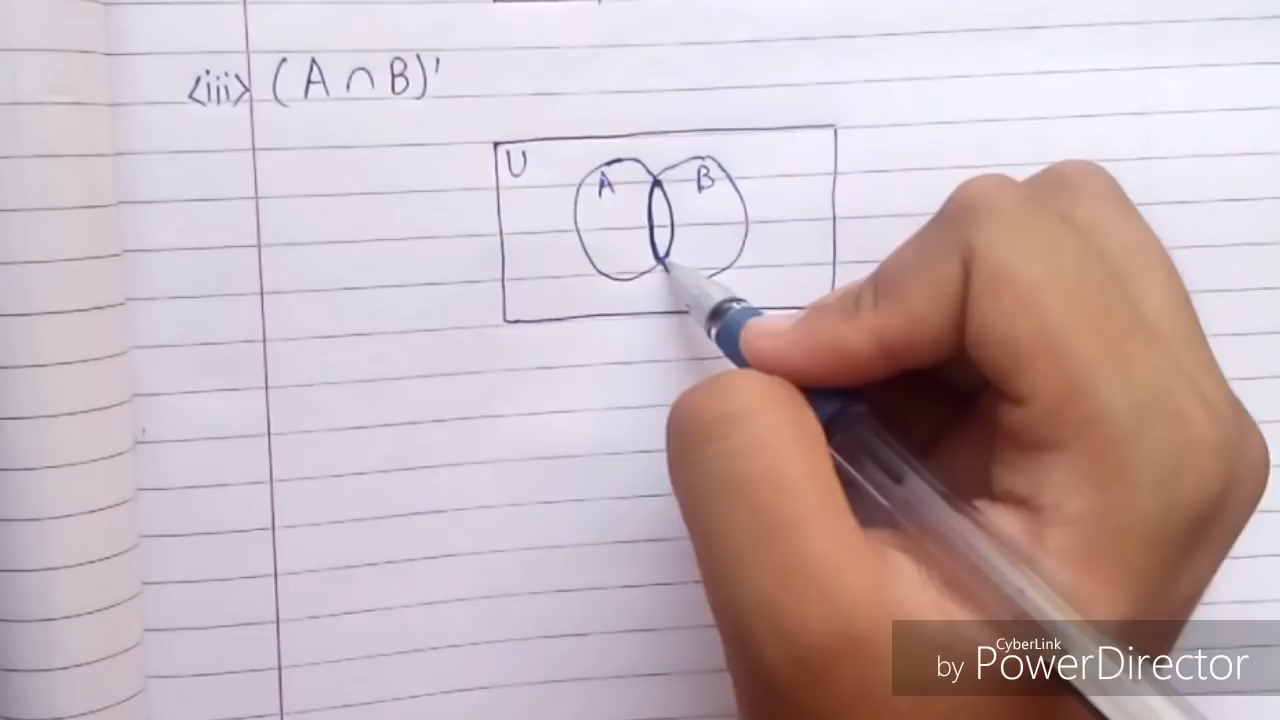 <iii> (A ∩ B)'
U
A B
CyberLink
by PowerDirector